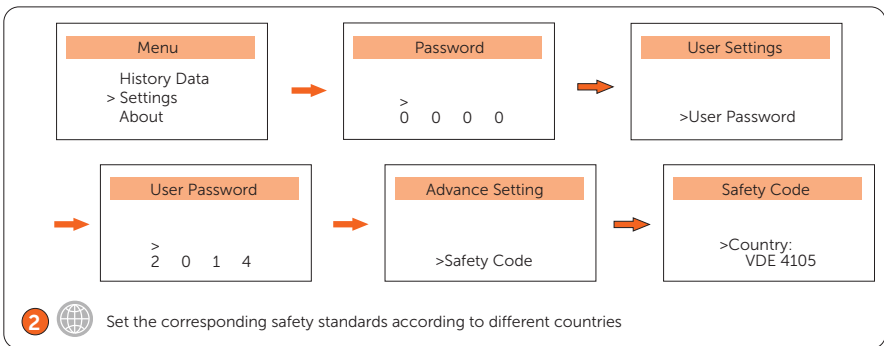 Menu
History Data
> Settings
About
Password
>
0 0 0 0
User Settings
>User Password
User Password
>
2 0 1 4
Advance Setting
>Safety Code
Safety Code
>Country:
VDE 4105
2 Set the corresponding safety standards according to different countries